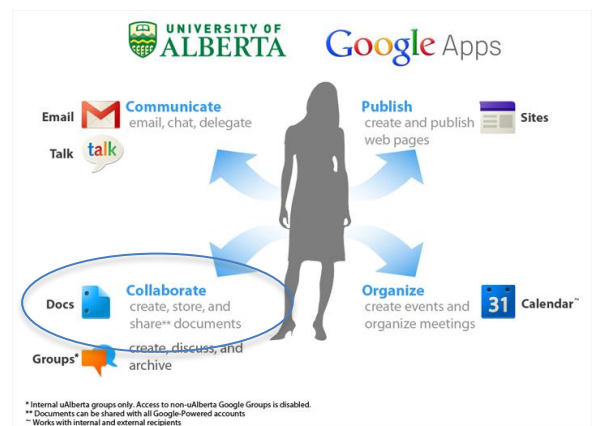 UNIVERSITY OF
ALBERTA
Google Apps
Email
Communicate
email, chat, delegate
Talk
talk
Publish
create and publish
web pages
Sites
Docs
Collaborate
create, store, and
share** documents
Groups*
create, discuss, and
archive
Organize
create events and
organize meetings
31
Calendar~
* Internal uAlberta groups only. Access to non-uAlberta Google Groups is disabled.
** Documents can be shared with all Google-Powered accounts
~ Works with internal and external recipients